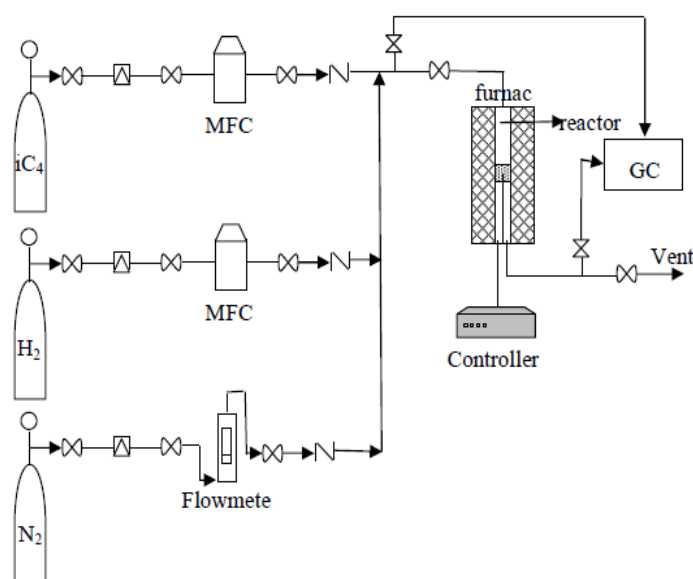 furnac
MFC
reactor
iC4
GC
Vent
MFC
H2
Controller
Flowmete
N2